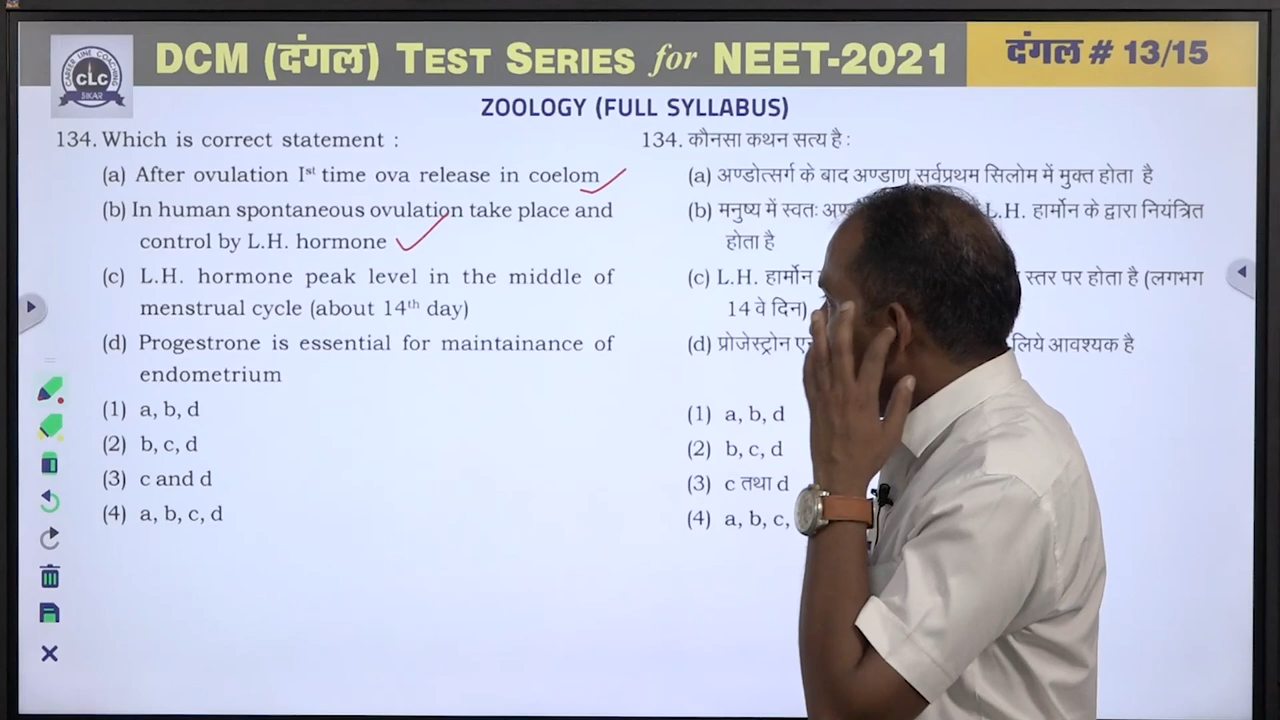 DCM (दंगल) TEST SERIES for NEET-2021
दंगल # 13/15
CAREER LINE COACHING
CLC
SIKAR
ZOOLOGY (FULL SYLLABUS)
134. Which is correct statement :
(a) After ovulation Ist time ova release in coelom
(b) In human spontaneous ovulation take place and
control by L.H. hormone
(c) L.H. hormone peak level in the middle of
menstrual cycle (about 14th day)
(d) Progestrone is essential for maintainance of
endometrium
(1) a, b, d
(2) b, c, d
(3) c and d
(4) a, b, c, d
134. कौनसा कथन सत्य है :
(a) अण्डोत्सर्ग के बाद अण्डाणु सर्वप्रथम सिलोम में मुक्त होता है
(b) मनुष्य में स्वतः L.H. हार्मोन के द्वारा नियंत्रित
होता है
(c) L.H. हार्मोन स्तर पर होता है (लगभग
14 वे दिन)
(d) प्रोजेस्ट्रोन लिये आवश्यक है
(1) a, b, d
(2) b, c, d
(3) c तथा d
(4) a, b, c,